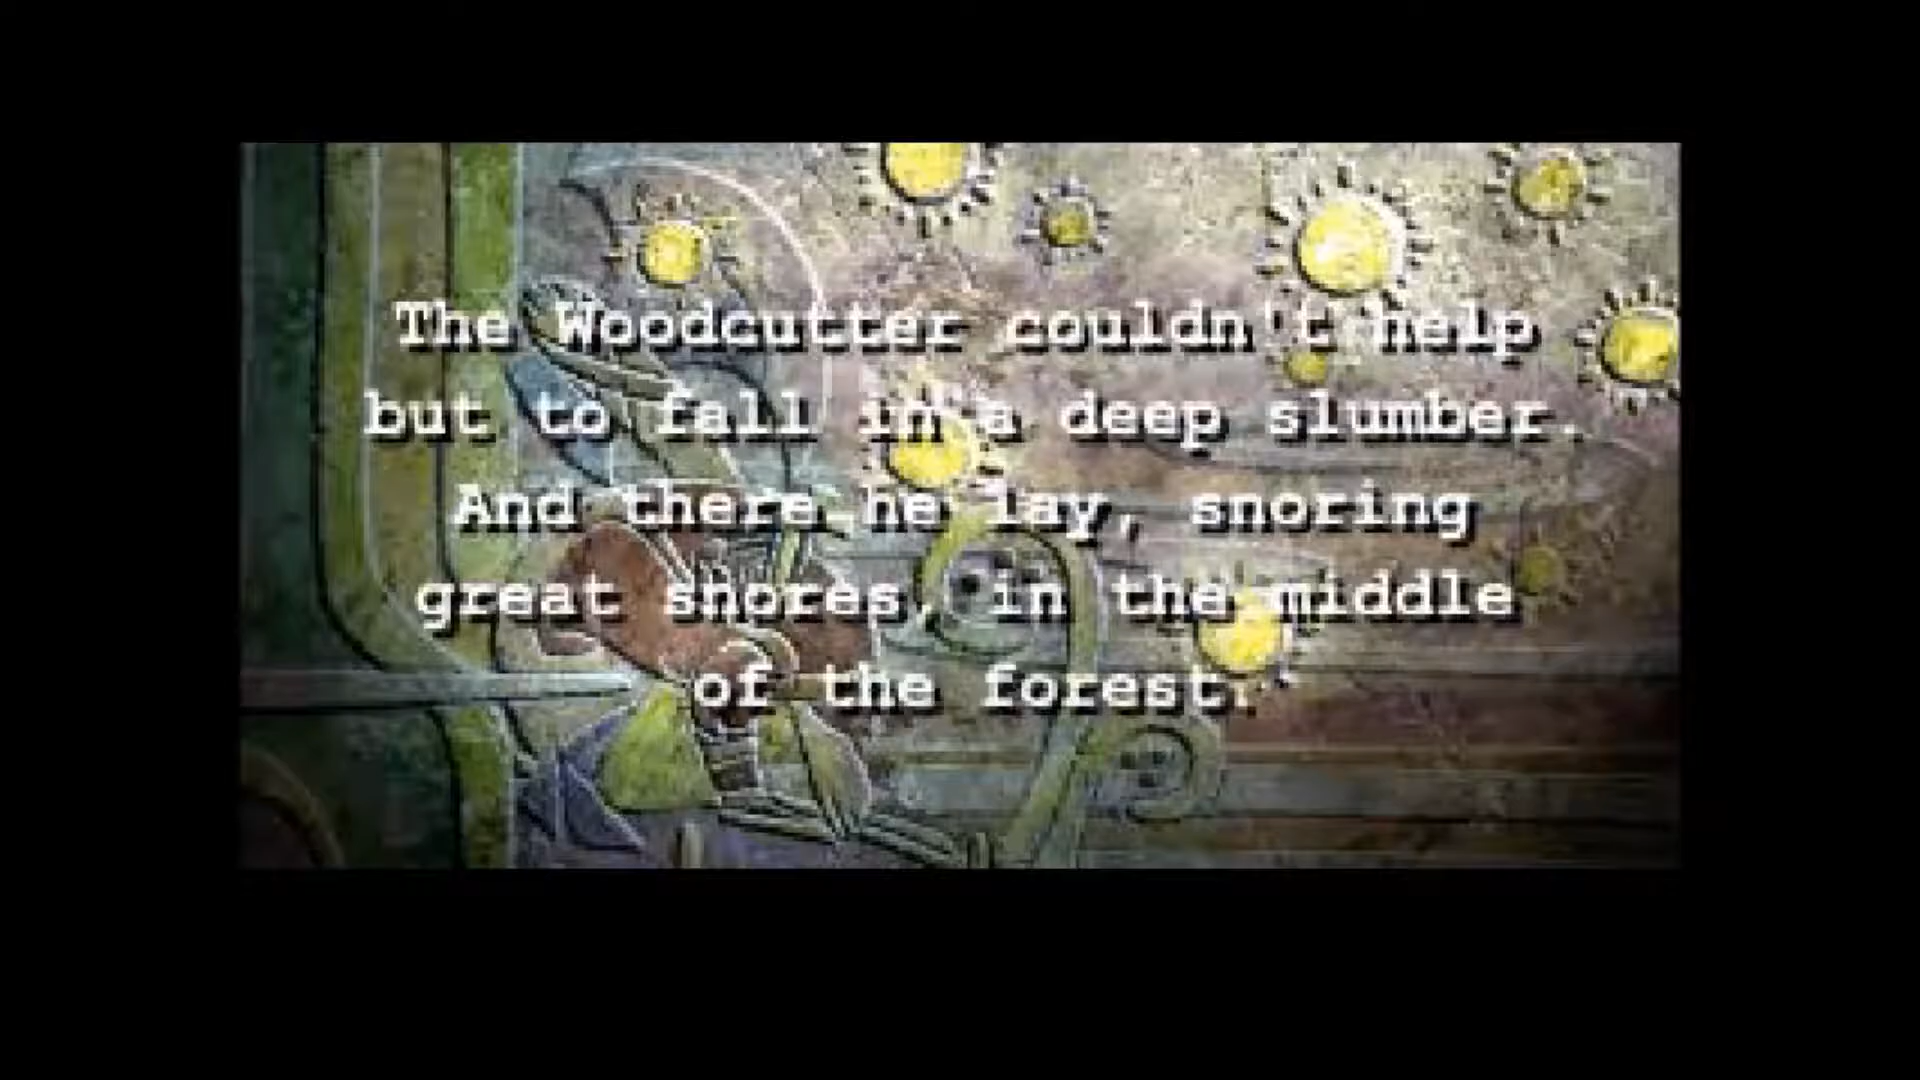 The Woodcutter couldn't help
but to fall in a deep slumber.
And there he lay, snoring
great snores, in the middle
of the forest.